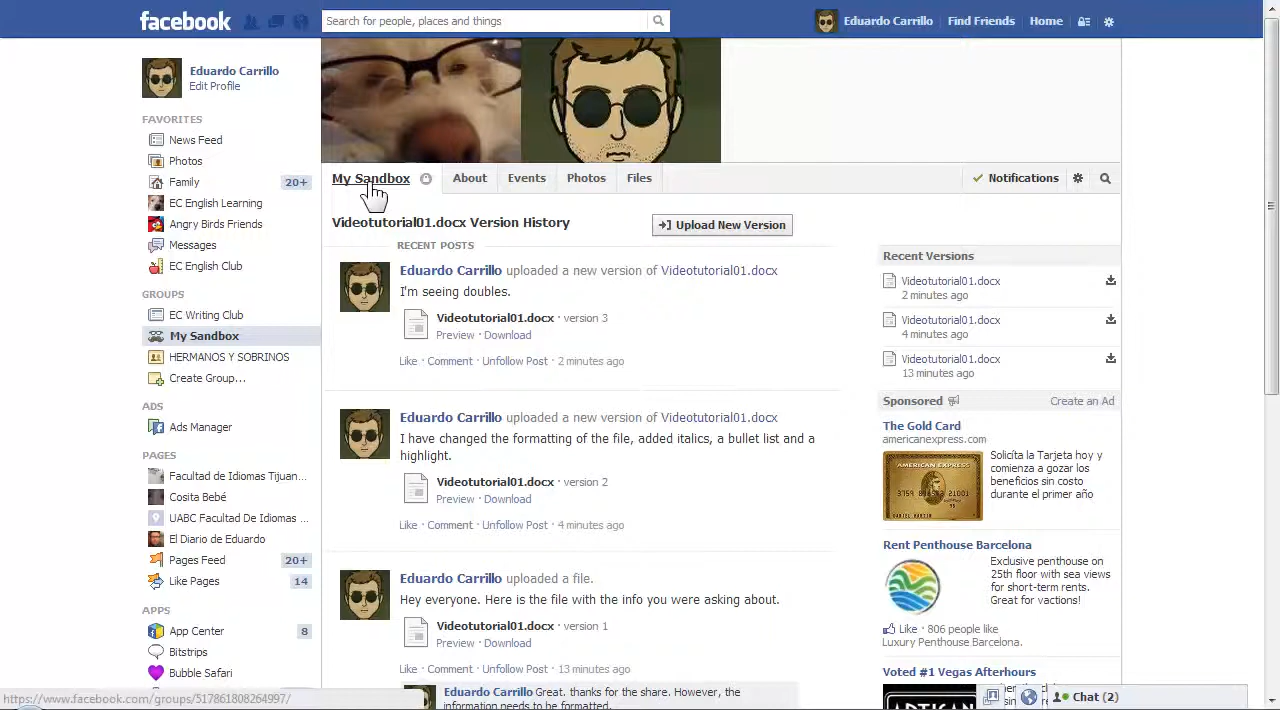 facebook
Search for people, places and things
Eduardo Carrillo
Find Friends
Home
Eduardo Carrillo
Edit Profile
FAVORITES
News Feed
Photos
Family 20+
EC English Learning
Angry Birds Friends
Messages
EC English Club
GROUPS
EC Writing Club
My Sandbox
HERMANOS Y SOBRINOS
Create Group...
ADS
Ads Manager
PAGES
Facultad de Idiomas Tijuan...
Cosita Bebé
UABC Facultad De Idiomas ...
El Diario de Eduardo
Pages Feed 20+
Like Pages 14
APPS
App Center 8
Bitstrips
Bubble Safari
https://www.facebook.com/groups/517861808264997/
My Sandbox
About
Events
Photos
Files
Notifications
Videotutorial01.docx Version History
Upload New Version
RECENT POSTS
Eduardo Carrillo uploaded a new version of Videotutorial01.docx
I'm seeing doubles.
Videotutorial01.docx · version 3
Preview · Download
Like · Comment · Unfollow Post · 2 minutes ago
Eduardo Carrillo uploaded a new version of Videotutorial01.docx
I have changed the formatting of the file, added italics, a bullet list and a
highlight.
Videotutorial01.docx · version 2
Preview · Download
Like · Comment · Unfollow Post · 4 minutes ago
Eduardo Carrillo uploaded a file.
Hey everyone. Here is the file with the info you were asking about.
Videotutorial01.docx · version 1
Preview · Download
Like · Comment · Unfollow Post · 13 minutes ago
Eduardo Carrillo Great. thanks for the share. However, the
information needs to be formatted.
Recent Versions
Videotutorial01.docx
2 minutes ago
Videotutorial01.docx
4 minutes ago
Videotutorial01.docx
13 minutes ago
Sponsored
Create an Ad
The Gold Card
americanexpress.com
AMERICAN EXPRESS
Solicita la Tarjeta hoy y
comienza a gozar los
beneficios sin costo
durante el primer año
Rent Penthouse Barcelona
Exclusive penthouse on
25th floor with sea views
for short-term rents.
Great for vactions!
Like · 806 people like
Luxury Penthouse Barcelona.
Voted #1 Vegas Afterhours
Chat (2)